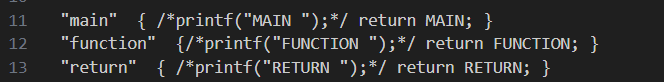 11 "main"  { /*printf("MAIN ");*/ return MAIN; }
12 "function"  {/*printf("FUNCTION ");*/ return FUNCTION; }
13 "return"  { /*printf("RETURN ");*/ return RETURN; }